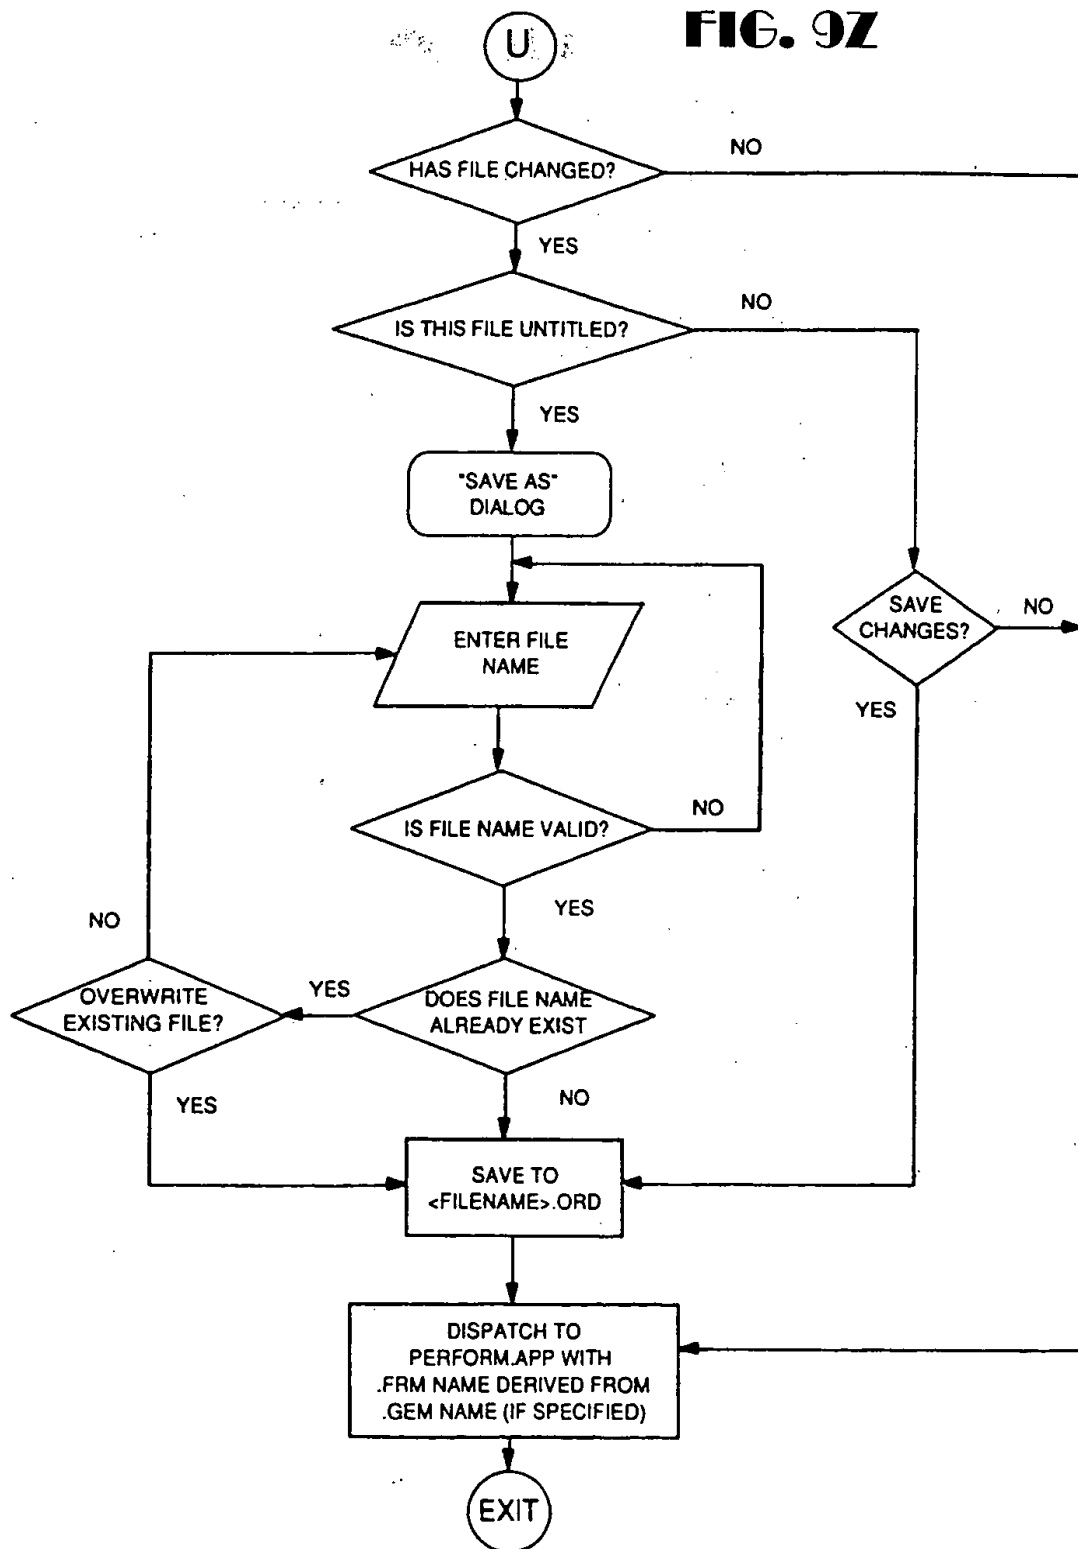 FIG. 9Z
U
HAS FILE CHANGED?
NO
YES
IS THIS FILE UNTITLED?
NO
YES
"SAVE AS"
DIALOG
SAVE
CHANGES?
NO
YES
ENTER FILE
NAME
IS FILE NAME VALID?
NO
YES
NO
OVERWRITE
EXISTING FILE?
YES
DOES FILE NAME
ALREADY EXIST
YES
NO
SAVE TO
<FILENAME>.ORD
DISPATCH TO
PERFORM.APP WITH
.FRM NAME DERIVED FROM
.GEM NAME (IF SPECIFIED)
EXIT